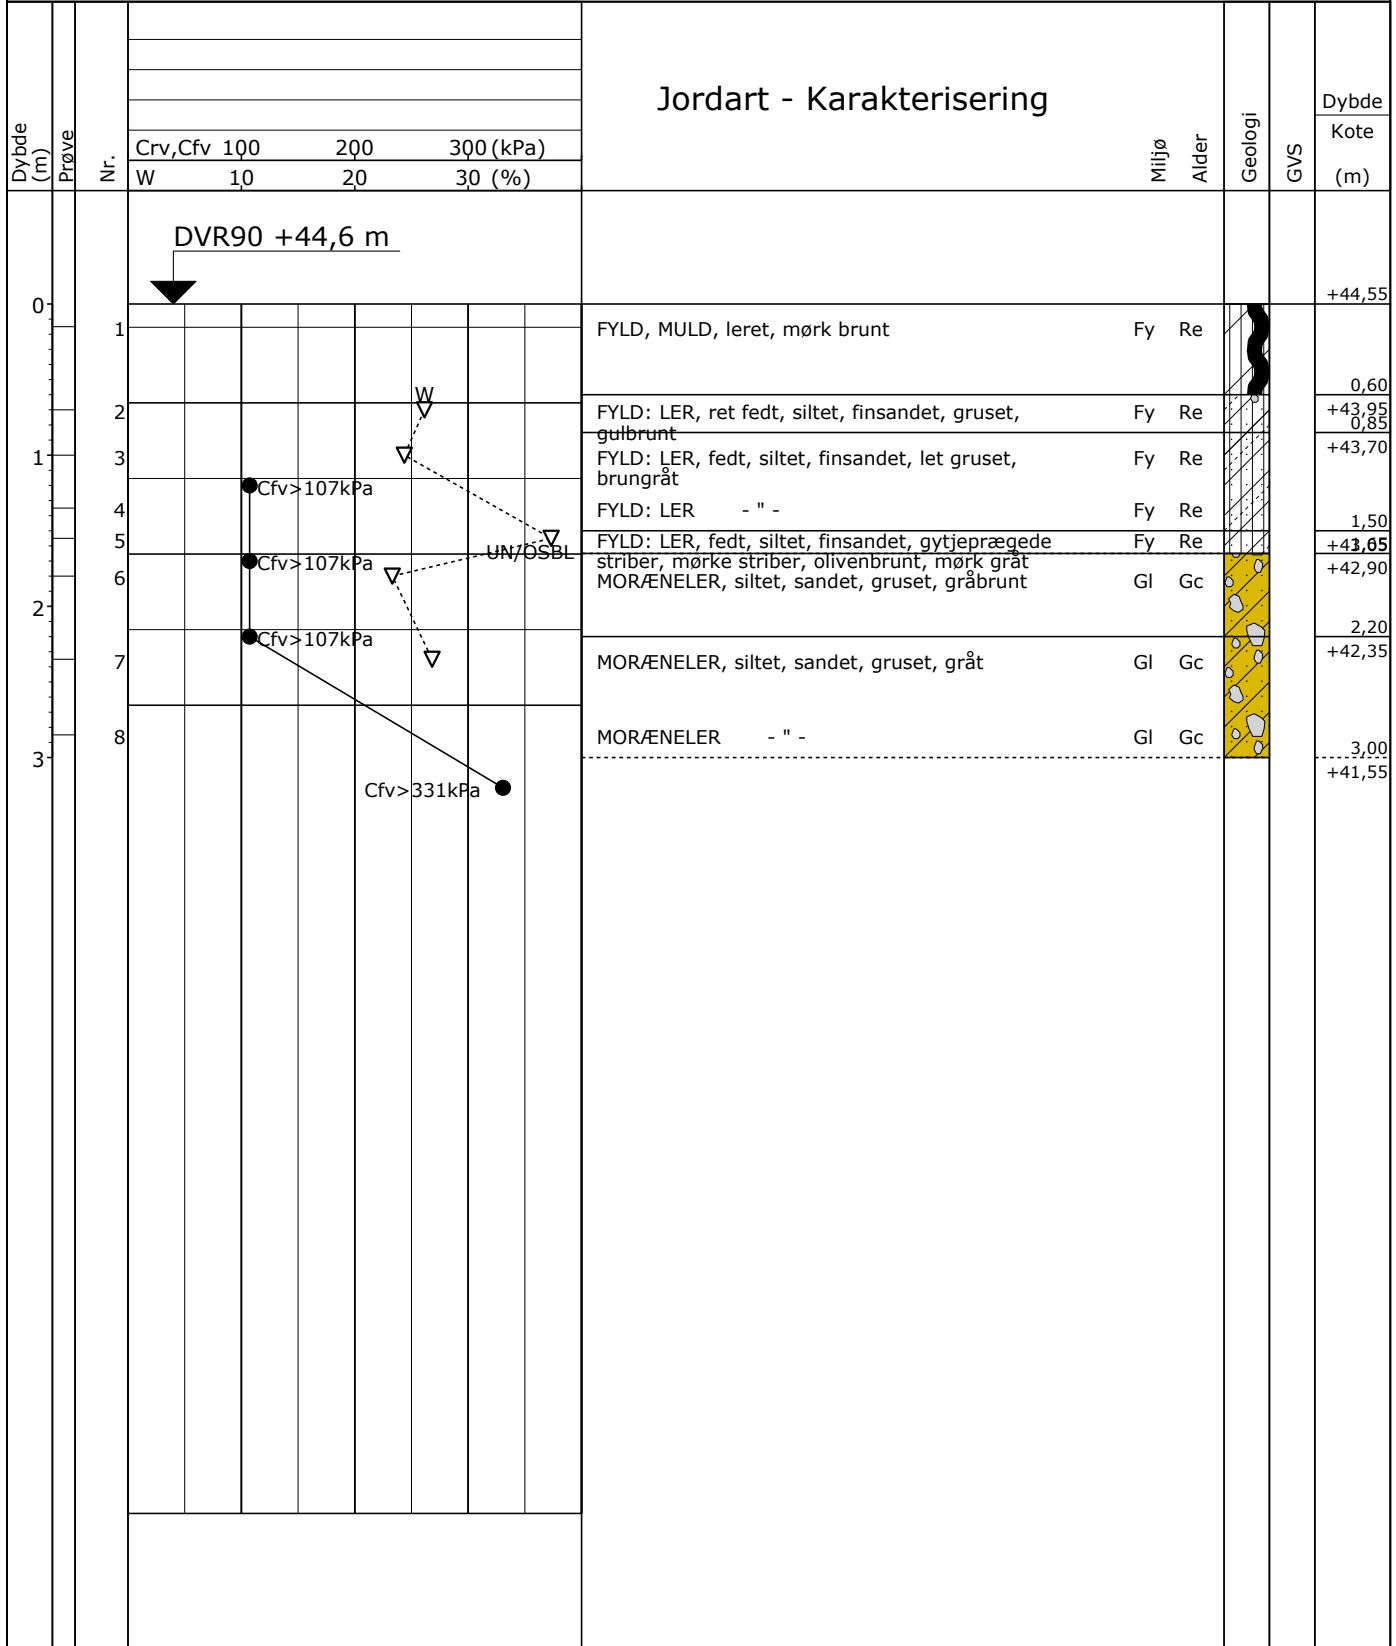 Jordart - Karakterisering
Dybde (m)
Prøve
Nr.
Crv,Cfv 100 200 300 (kPa)
W 10 20 30 (%)
Miljø
Alder
Geologi
GVS
Dybde
Kote
(m)
DVR90 +44,6 m
0
+44,55
1 FYLD, MULD, leret, mørk brunt Fy Re
0,60
W
+43,95
2 FYLD: LER, ret fedt, siltet, finsandet, gruset, Fy Re
gulbrunt
0,85
+43,70
1
3 FYLD: LER, fedt, siltet, finsandet, let gruset, Fy Re
brungråt
Cfv>107kPa
4 FYLD: LER - " - Fy Re
1,50
5 FYLD: LER, fedt, siltet, finsandet, gytjeprægede Fy Re
striber, mørke striber, olivenbrunt, mørk gråt
UN/OSBL
Cfv>107kPa
+42,90
6 MORÆNELER, siltet, sandet, gruset, gråbrunt Gl Gc
2
2,20
Cfv>107kPa
+42,35
7 MORÆNELER, siltet, sandet, gruset, gråt Gl Gc
8 MORÆNELER - " - Gl Gc
3
3,00
+41,55
Cfv>331kPa